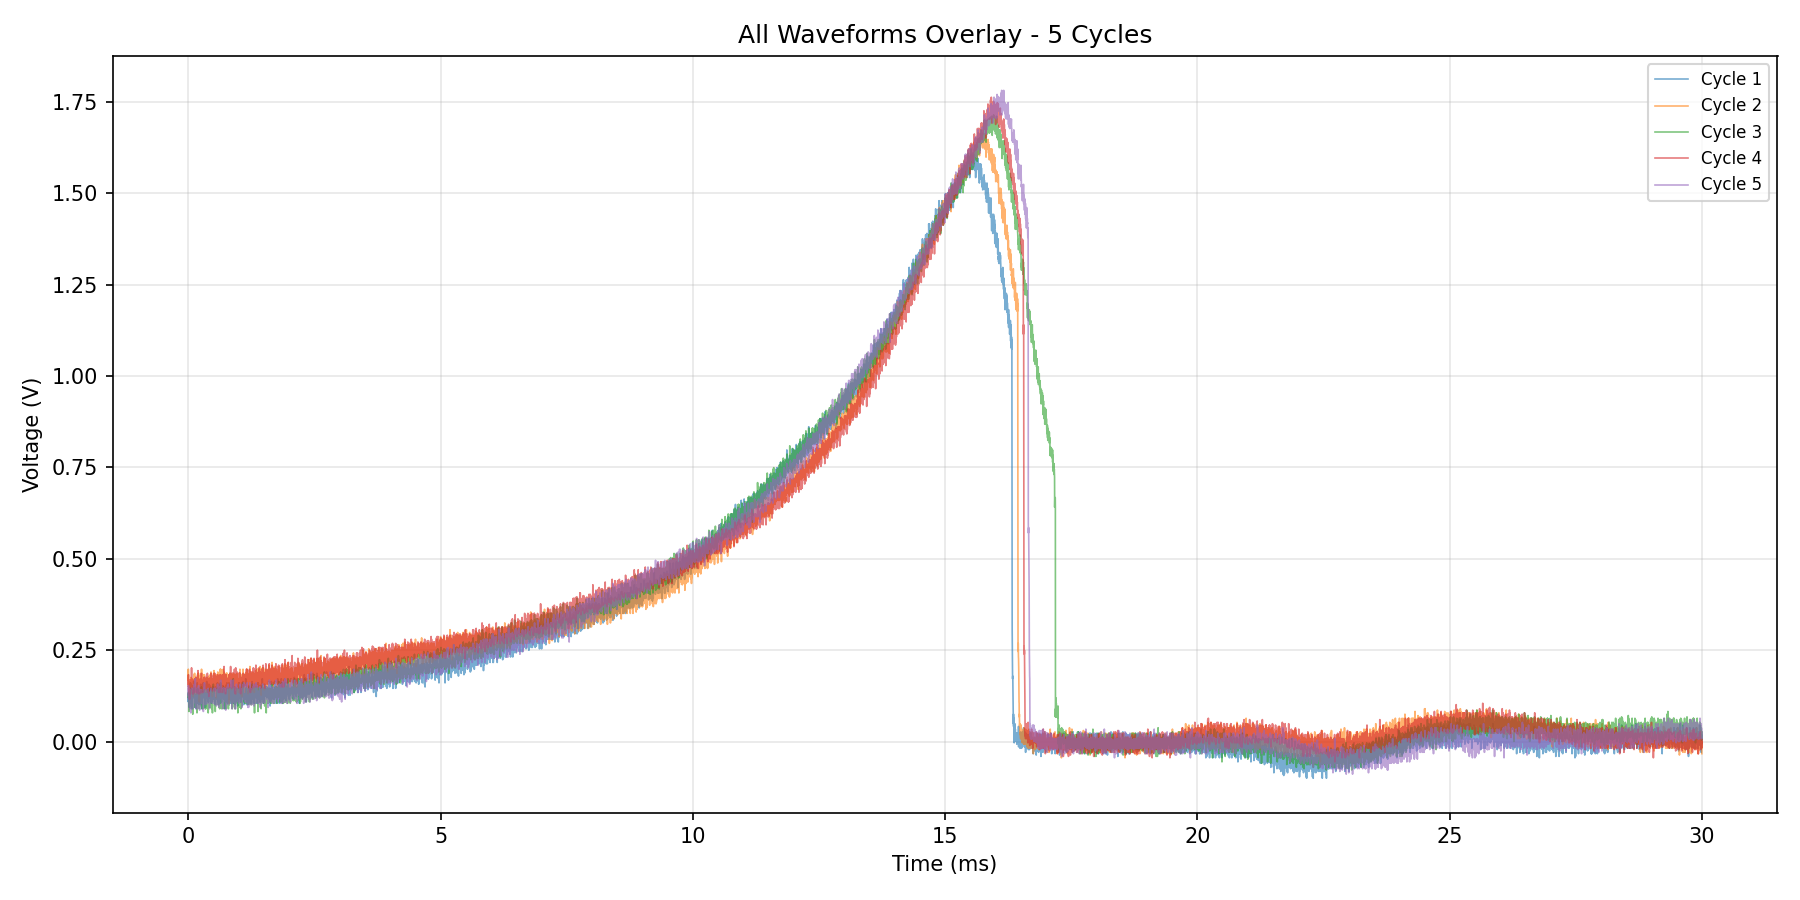 All Waveforms Overlay - 5 Cycles
Cycle 1
Cycle 2
Cycle 3
Cycle 4
Cycle 5
Voltage (V)
1.75
1.50
1.25
1.00
0.75
0.50
0.25
0.00
0 5 10 15 20 25 30
Time (ms)